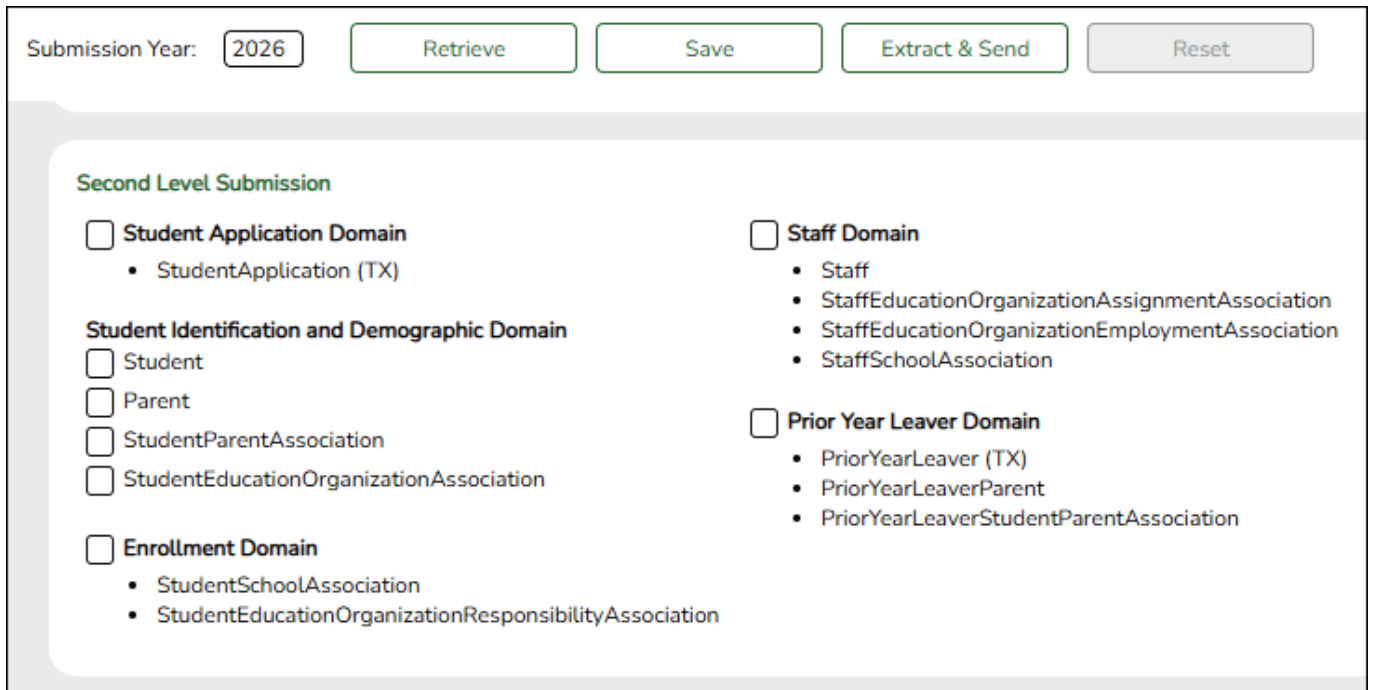 Submission Year: 2026 Retrieve Save Extract & Send Reset
Second Level Submission
Student Application Domain
• StudentApplication (TX)
Student Identification and Demographic Domain
Student
Parent
StudentParentAssociation
StudentEducationOrganizationAssociation
Enrollment Domain
• StudentSchoolAssociation
• StudentEducationOrganizationResponsibilityAssociation
Staff Domain
• Staff
• StaffEducationOrganizationAssignmentAssociation
• StaffEducationOrganizationEmploymentAssociation
• StaffSchoolAssociation
Prior Year Leaver Domain
• PriorYearLeaver (TX)
• PriorYearLeaverParent
• PriorYearLeaverStudentParentAssociation